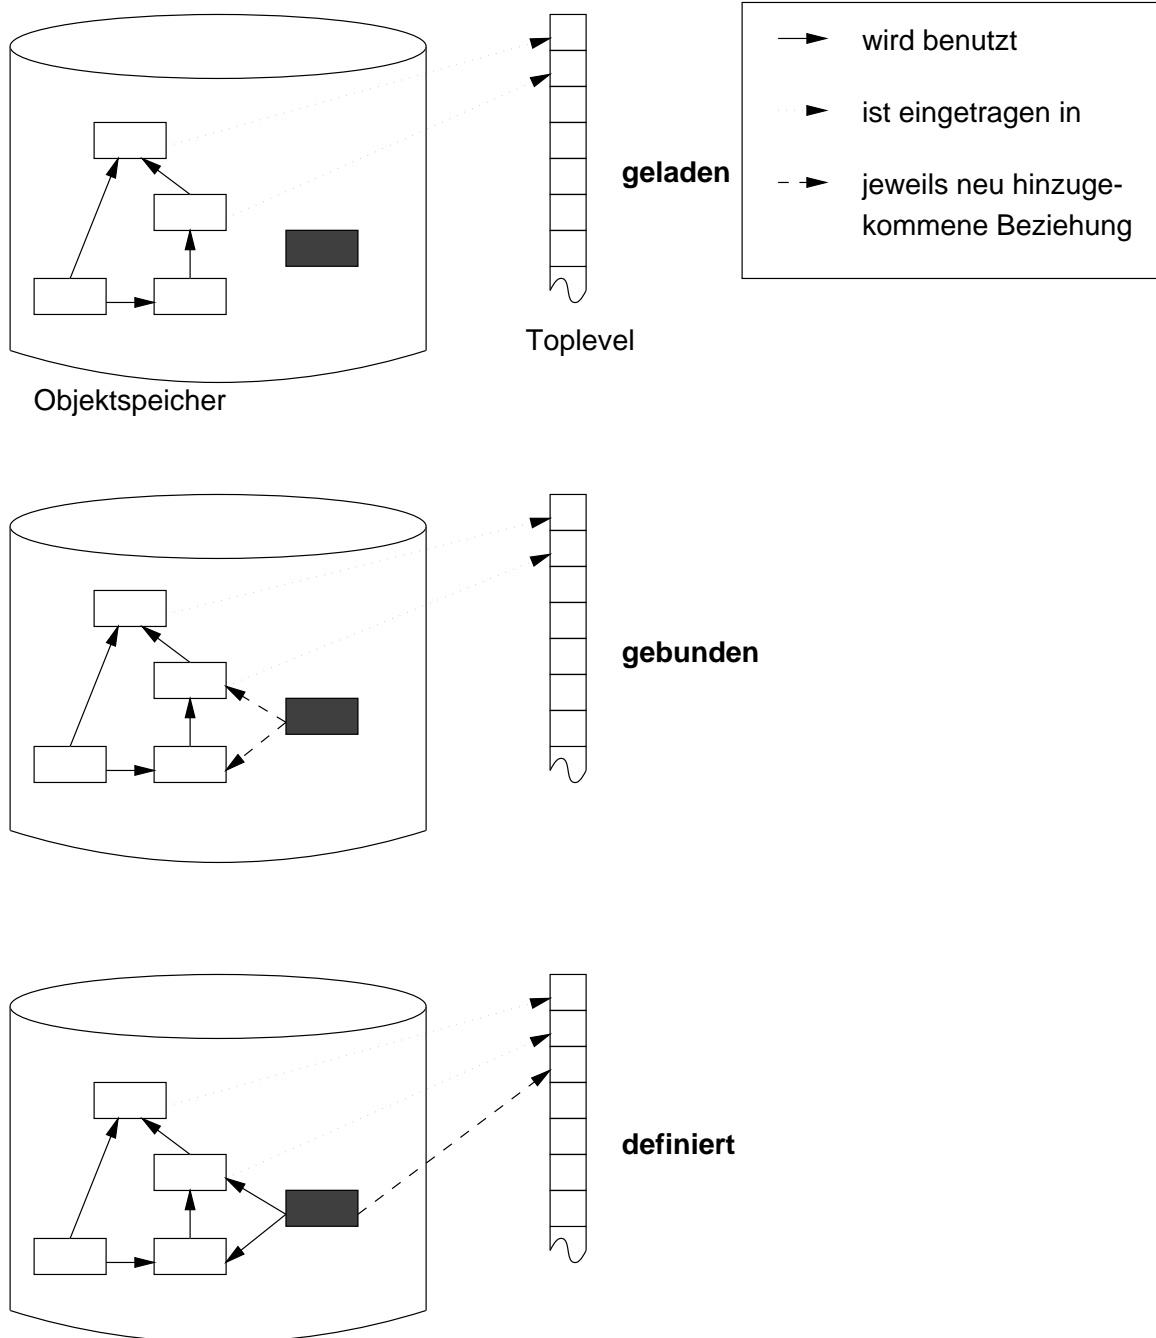 wird benutzt
ist eingetragen in
geladen
jeweils neu hinzuge-
kommene Beziehung
Toplevel
Objektspeicher
gebunden
definiert